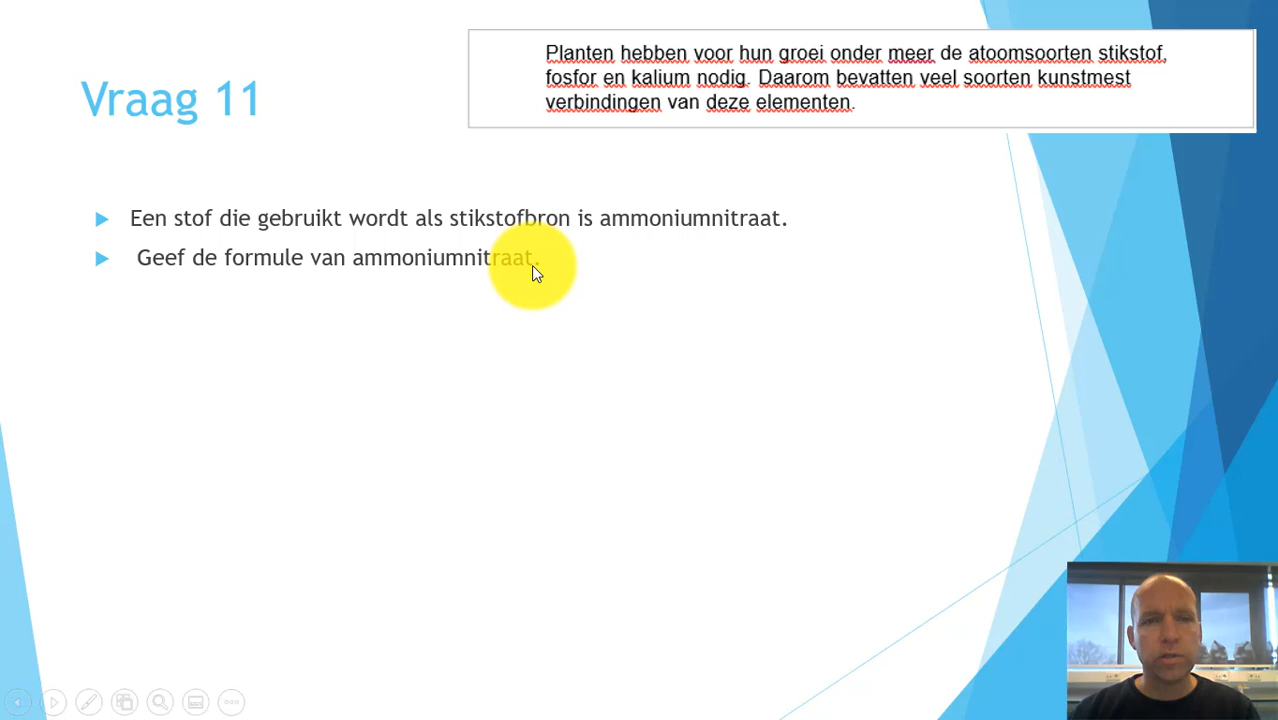 Vraag 11
Planten hebben voor hun groei onder meer de atoomsoorten stikstof,
fosfor en kalium nodig. Daarom bevatten veel soorten kunstmest
verbindingen van deze elementen.
Een stof die gebruikt wordt als stikstofbron is ammoniumnitraat.
Geef de formule van ammoniumnitraat.